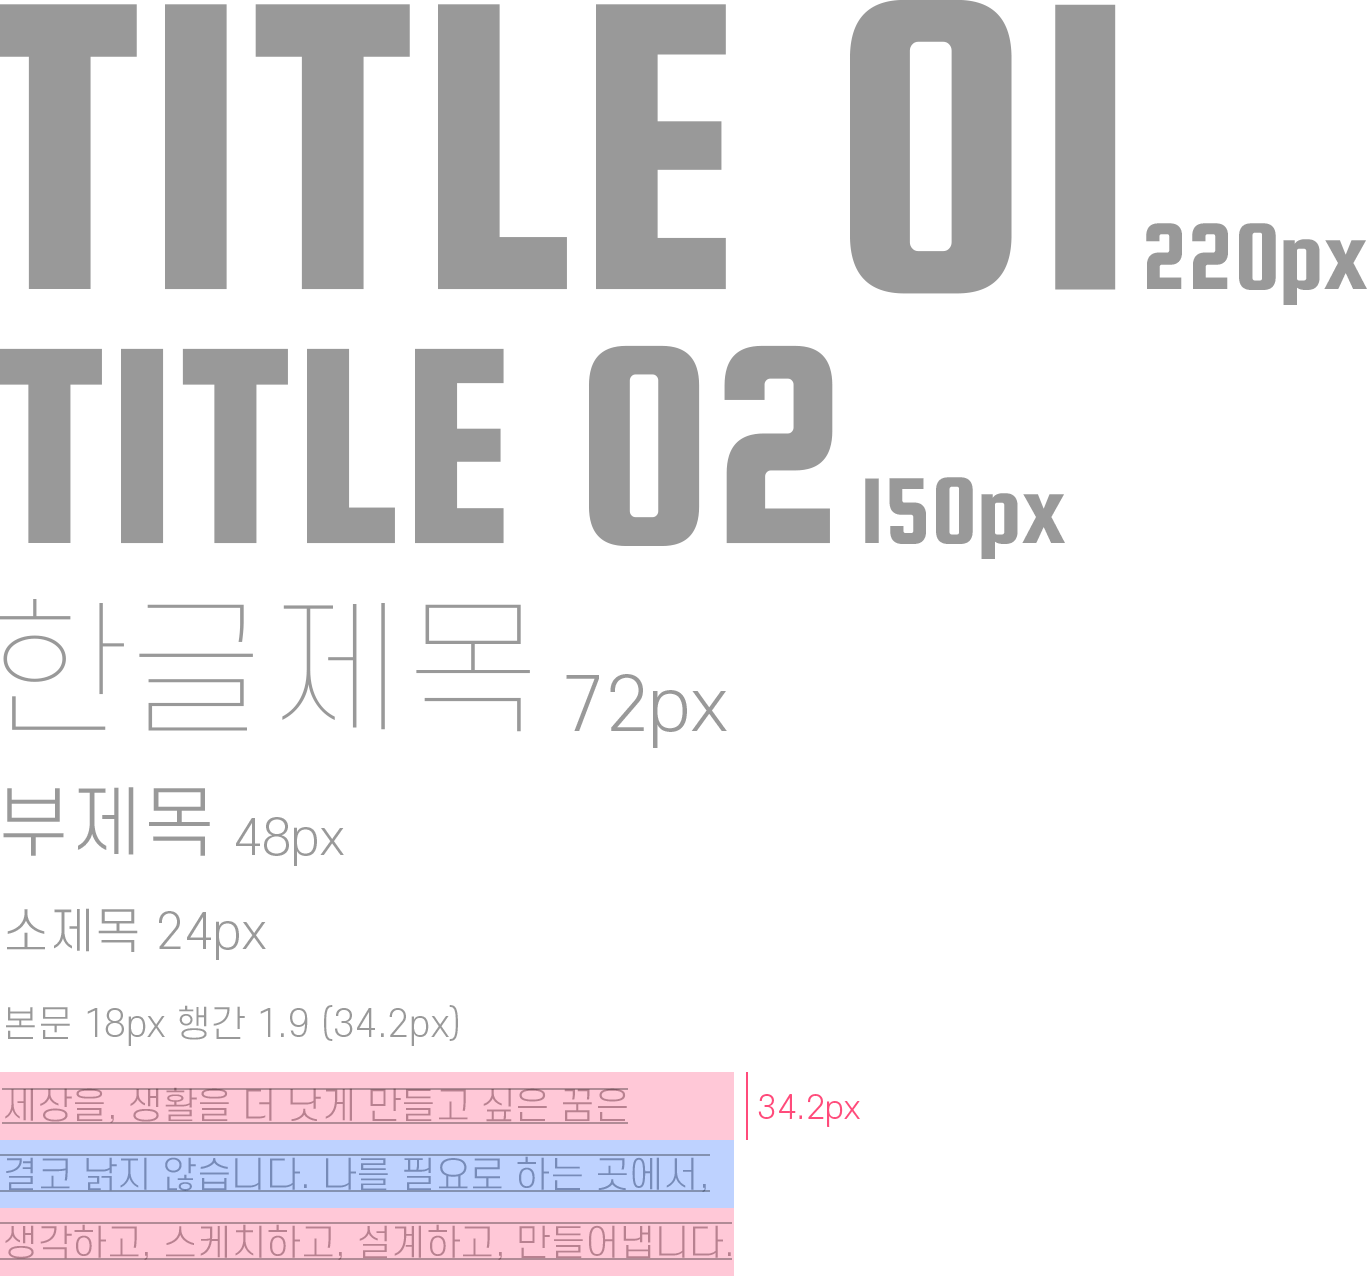 TITLE 01 220px
TITLE 02 150px
한글제목 72px
부제목 48px
소제목 24px
본문 18px 행간 1.9 (34.2px)
세상을, 생활을 더 낫게 만들고 싶은 꿈은
34.2px
결코 낡지 않습니다. 나를 필요로 하는 곳에서,
생각하고, 스케치하고, 설계하고, 만들어냅니다.